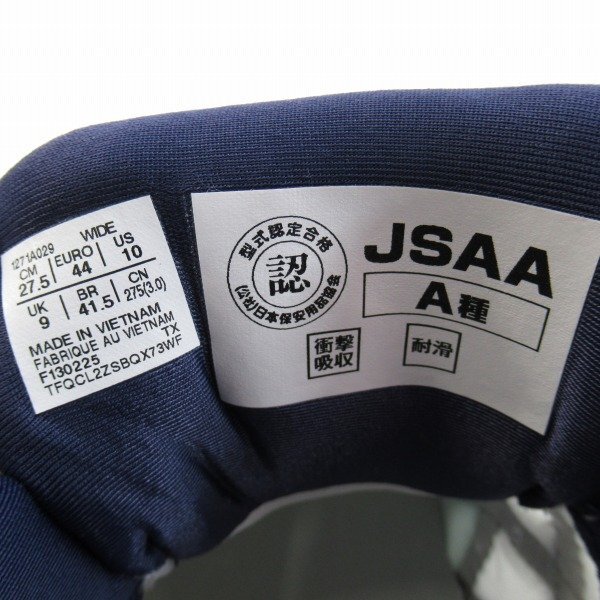 1271A029 WIDE
CM EURO US
27.5 44 10
UK BR CN
9 41.5 275(3.0)
MADE IN VIETNAM
FABRIQUE AU VIETNAM
F130225 TX
TFQCL2ZSBQX73WF
型式認定合格
認
(公社)日本保安用品協会
JSAA
A種
衝撃
吸収
耐滑